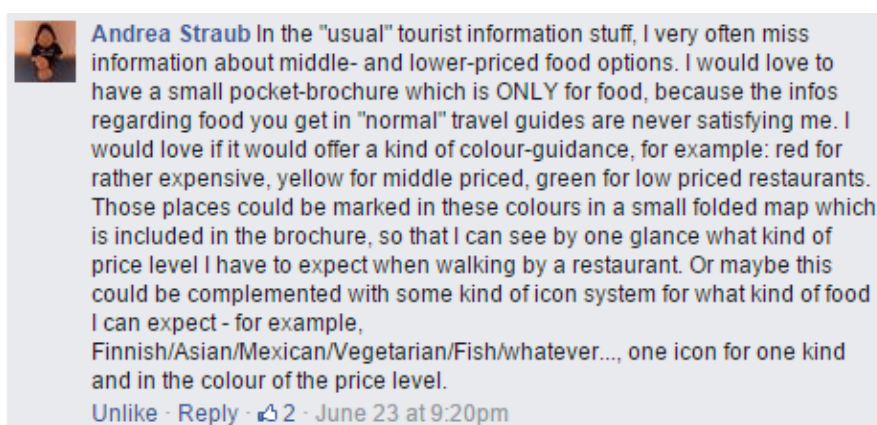 Andrea Straub In the "usual" tourist information stuff, I very often miss
information about middle- and lower-priced food options. I would love to
have a small pocket-brochure which is ONLY for food, because the infos
regarding food you get in "normal" travel guides are never satisfying me. I
would love if it would offer a kind of colour-guidance, for example: red for
rather expensive, yellow for middle priced, green for low priced restaurants.
Those places could be marked in these colours in a small folded map which
is included in the brochure, so that I can see by one glance what kind of
price level I have to expect when walking by a restaurant. Or maybe this
could be complemented with some kind of icon system for what kind of food
I can expect - for example,
Finnish/Asian/Mexican/Vegetarian/Fish/whatever..., one icon for one kind
and in the colour of the price level.
Unlike · Reply · 2 · June 23 at 9:20pm